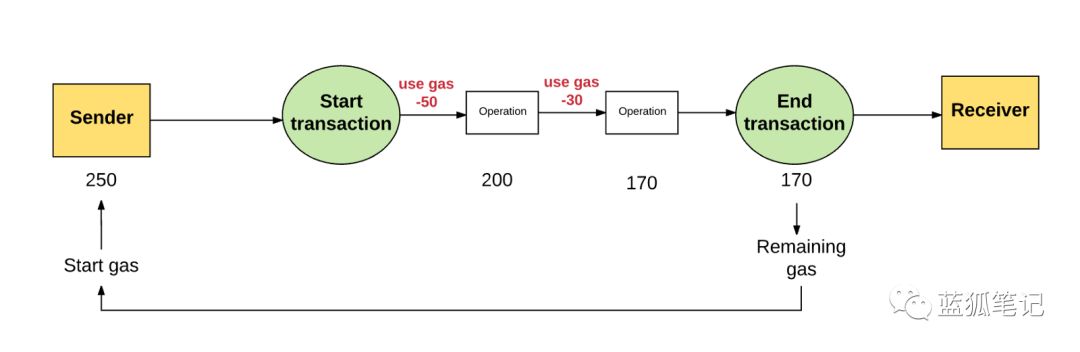 Sender
Start
transaction
use gas
-50
Operation
use gas
-30
Operation
End
transaction
Receiver
250
200
170
170
Start gas
Remaining
gas
蓝狐笔记